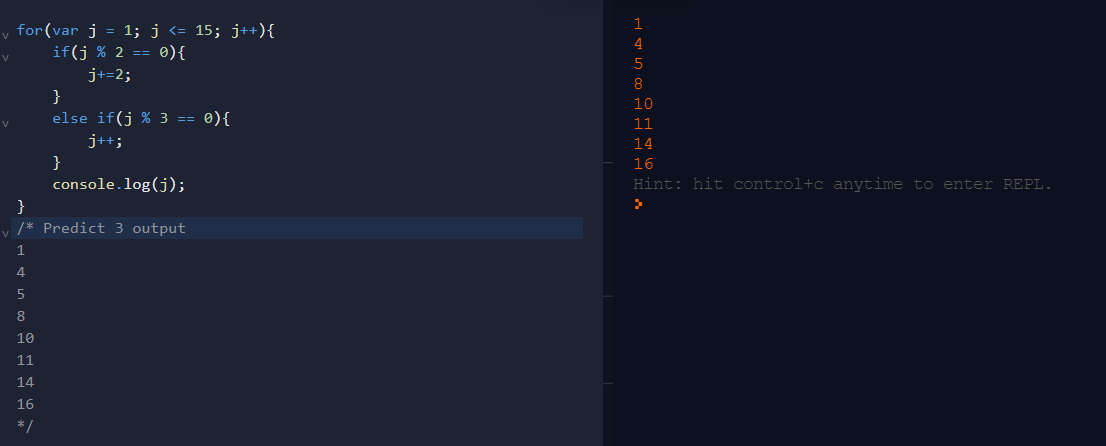 for(var j = 1; j <= 15; j++){
    if(j % 2 == 0){
        j+=2;
    }
    else if(j % 3 == 0){
        j++;
    }
    console.log(j);
}
/* Predict 3 output
1
4
5
8
10
11
14
16
*/
1
4
5
8
10
11
14
16
Hint: hit control+c anytime to enter REPL.
>